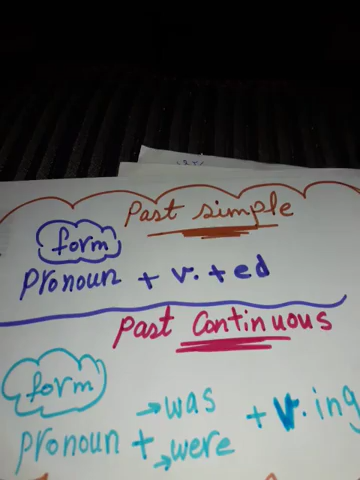 Past simple
form
Pronoun + v. + ed
Past Continuous
form
→was
pronoun + + v. ing
→were